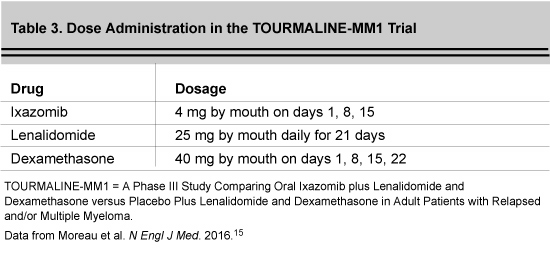 Table 3. Dose Administration in the TOURMALINE-MM1 Trial
Drug Dosage
Ixazomib 4 mg by mouth on days 1, 8, 15
Lenalidomide 25 mg by mouth daily for 21 days
Dexamethasone 40 mg by mouth on days 1, 8, 15, 22
TOURMALINE-MM1 = A Phase III Study Comparing Oral Ixazomib plus Lenalidomide and
Dexamethasone versus Placebo Plus Lenalidomide and Dexamethasone in Adult Patients with Relapsed
and/or Multiple Myeloma.
Data from Moreau et al. N Engl J Med. 2016.15